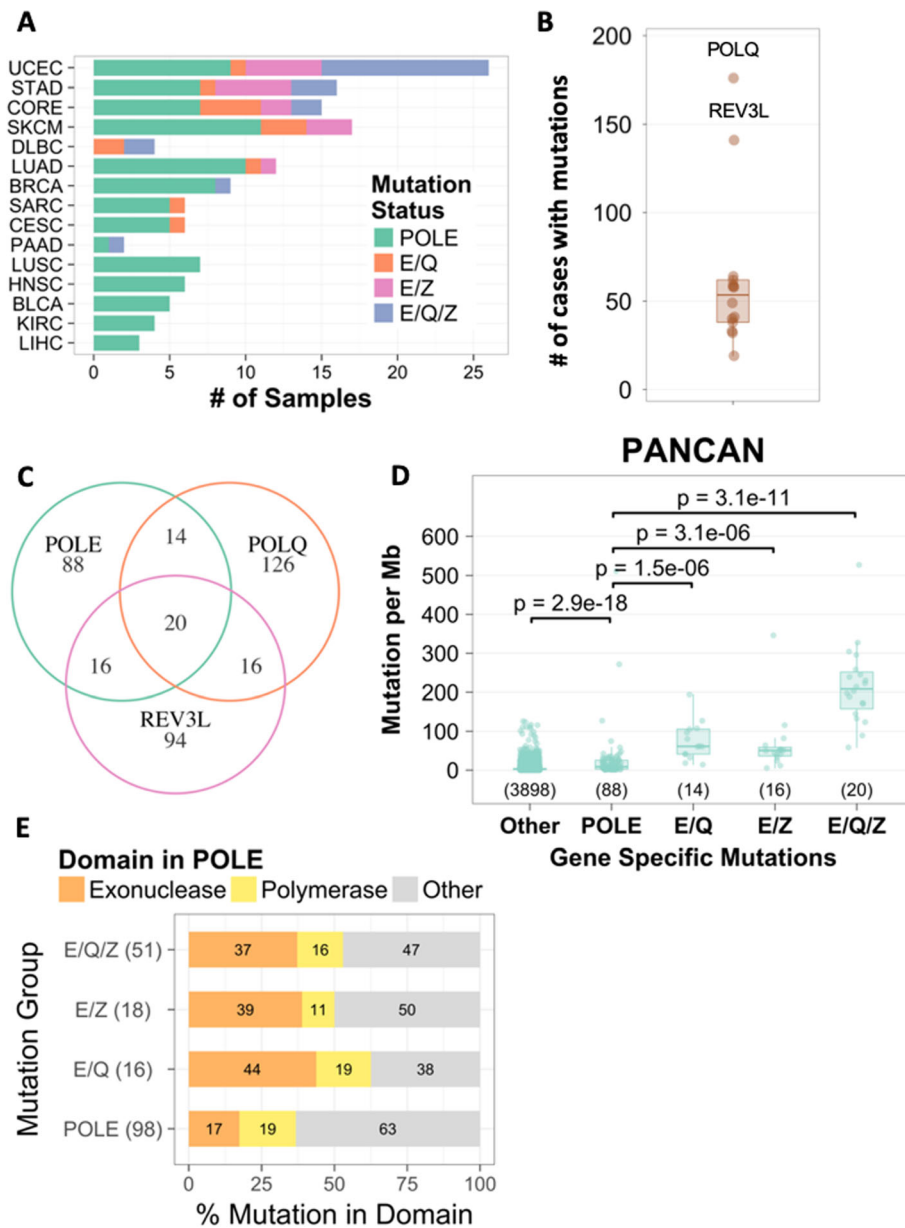 A
UCEC
STAD
CORE
SKCM
DLBC
LUAD
BRCA
SARC
CESC
PAAD
LUSC
HNSC
BLCA
KIRC
LIHC
0 5 10 15 20 25
# of Samples
Mutation
Status
POLE
E/Q
E/Z
E/Q/Z
B
# of cases with mutations
200
150
100
50
0
POLQ
REV3L
C
POLE
88
14
POLQ
126
20
16
16
REV3L
94
PANCAN
D
Mutation per Mb
600
500
400
300
200
100
0
p = 3.1e-11
p = 3.1e-06
p = 1.5e-06
p = 2.9e-18
(3898) (88) (14) (16) (20)
Other POLE E/Q E/Z E/Q/Z
Gene Specific Mutations
E
Domain in POLE
Exonuclease Polymerase Other
Mutation Group
E/Q/Z (51) 37 16 47
E/Z (18) 39 11 50
E/Q (16) 44 19 38
POLE (98) 17 19 63
0 25 50 75 100
% Mutation in Domain